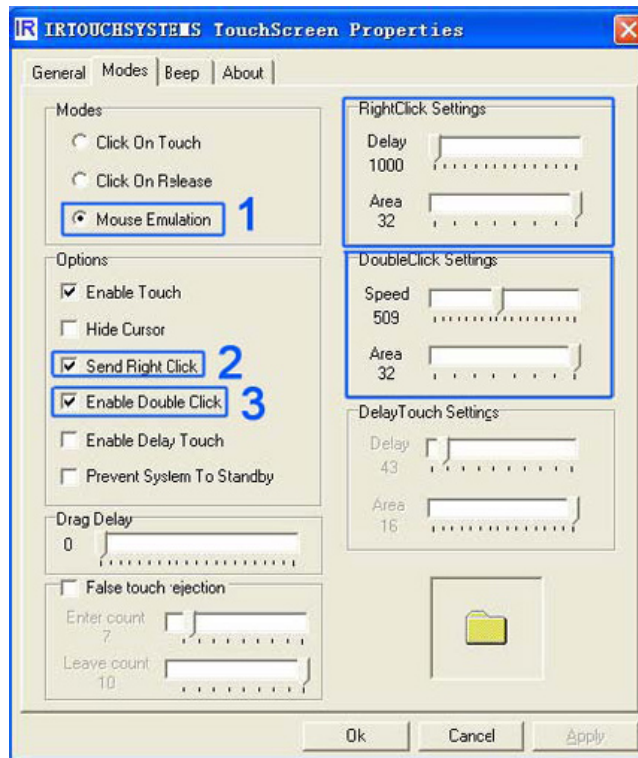 IR IRTOUCHSYSTEMS TouchScreen Properties
General Modes Beep About
Modes
Click On Touch
Click On Release
Mouse Emulation 1
Options
Enable Touch
Hide Cursor
Send Right Click 2
Enable Double Click 3
Enable Delay Touch
Prevent System To Standby
Drag Delay
0
False touch rejection
Enter count
7
Leave count
10
RightClick Settings
Delay
1000
Area
32
DoubleClick Settings
Speed
509
Area
32
DelayTouch Settings
Delay
43
Area
16
Ok Cancel Apply